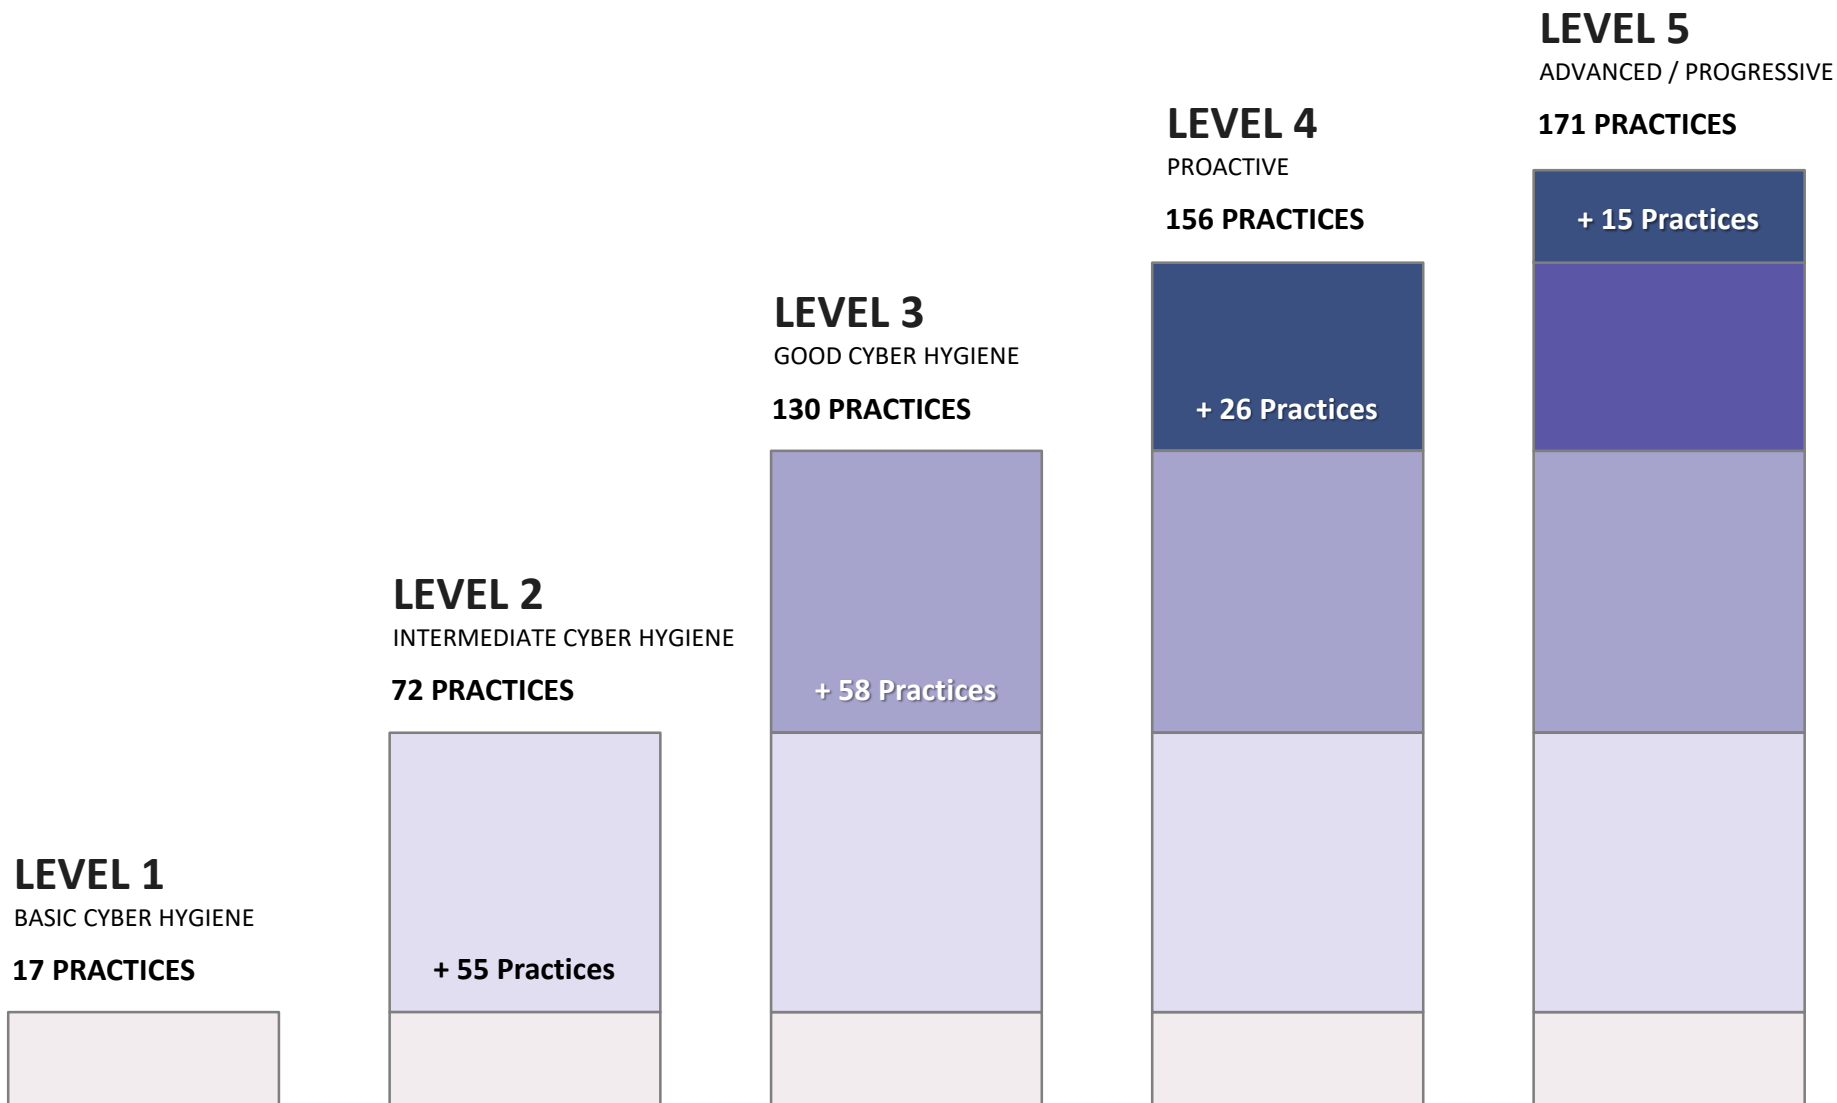 LEVEL 1
BASIC CYBER HYGIENE
17 PRACTICES
LEVEL 2
INTERMEDIATE CYBER HYGIENE
72 PRACTICES
+ 55 Practices
LEVEL 3
GOOD CYBER HYGIENE
130 PRACTICES
+ 58 Practices
LEVEL 4
PROACTIVE
156 PRACTICES
+ 26 Practices
LEVEL 5
ADVANCED / PROGRESSIVE
171 PRACTICES
+ 15 Practices